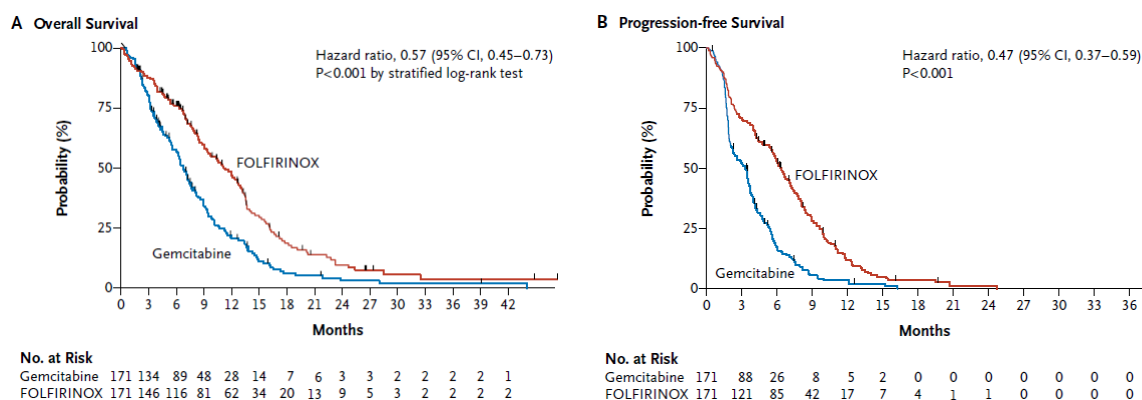 A Overall Survival
Hazard ratio, 0.57 (95% CI, 0.45–0.73)
P<0.001 by stratified log-rank test
Probability (%)
100
75
50
25
0
FOLFIRINOX
Gemcitabine
0 3 6 9 12 15 18 21 24 27 30 33 36 39 42
Months
No. at Risk
Gemcitabine 171 134 89 48 28 14 7 6 3 3 2 2 2 2 1
FOLFIRINOX 171 146 116 81 62 34 20 13 9 5 3 2 2 2 2
B Progression-free Survival
Hazard ratio, 0.47 (95% CI, 0.37–0.59)
P<0.001
Probability (%)
100
75
50
25
0
FOLFIRINOX
Gemcitabine
0 3 6 9 12 15 18 21 24 27 30 33 36
Months
No. at Risk
Gemcitabine 171 88 26 8 5 2 0 0 0 0 0 0 0
FOLFIRINOX 171 121 85 42 17 7 4 1 1 0 0 0 0